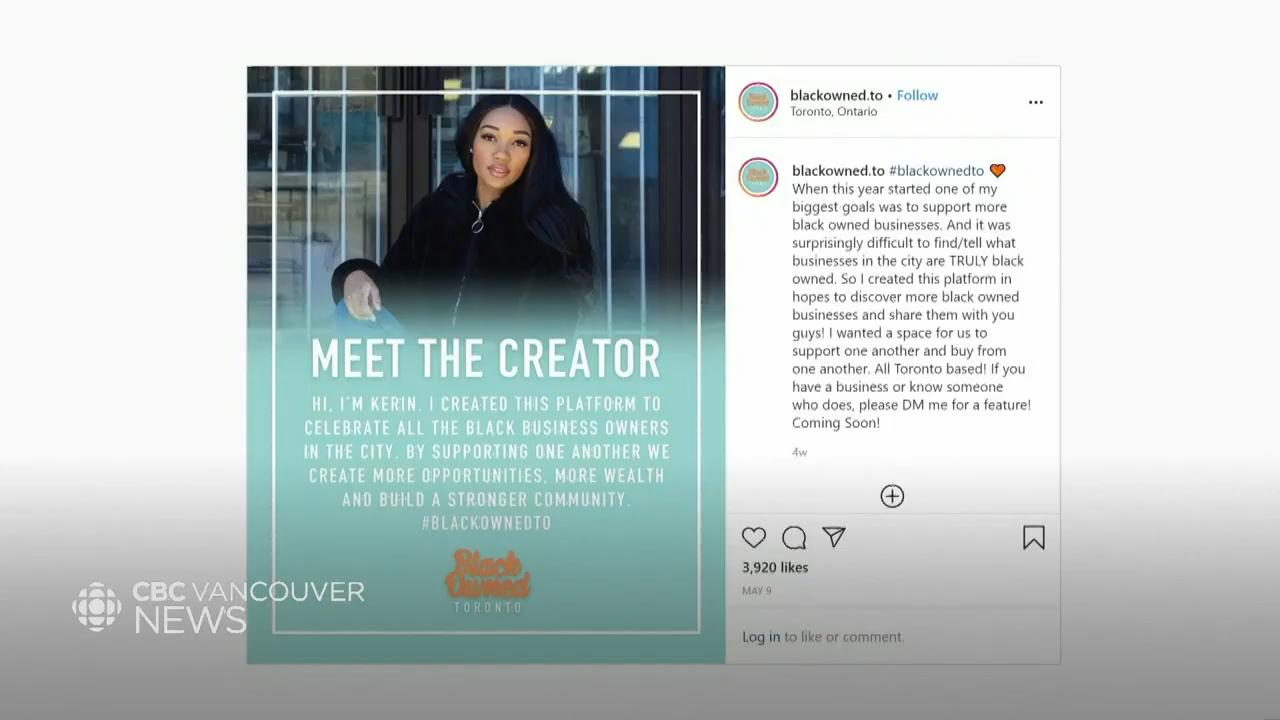 MEET THE CREATOR
HI, I'M KERIN. I CREATED THIS PLATFORM TO
CELEBRATE ALL THE BLACK BUSINESS OWNERS
IN THE CITY. BY SUPPORTING ONE ANOTHER WE
CREATE MORE OPPORTUNITIES, MORE WEALTH
AND BUILD A STRONGER COMMUNITY.
#BLACKOWNEDTO
Black
Owned
TORONTO
blackowned.to • Follow
Toronto, Ontario
blackowned.to #blackownedto 🧡
When this year started one of my
biggest goals was to support more
black owned businesses. And it was
surprisingly difficult to find/tell what
businesses in the city are TRULY black
owned. So I created this platform in
hopes to discover more black owned
businesses and share them with you
guys! I wanted a space for us to
support one another and buy from
one another. All Toronto based! If you
have a business or know someone
who does, please DM me for a feature!
Coming Soon!
4w
3,920 likes
MAY 9
Log in to like or comment.
CBC VANCOUVER
NEWS